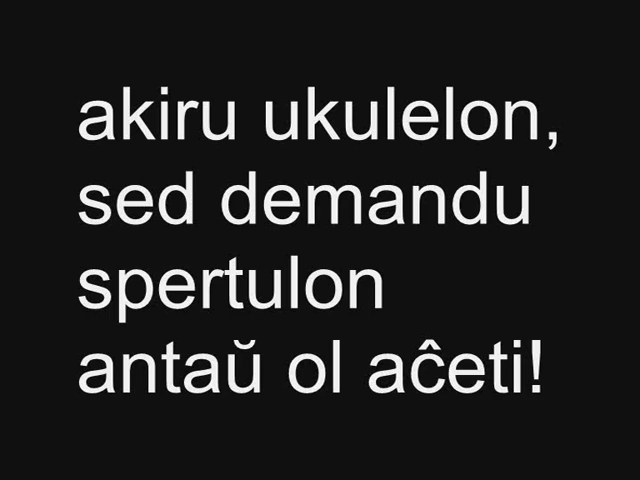 akiru ukulelon,
sed demandu
spertulon
antaŭ ol aĉeti!